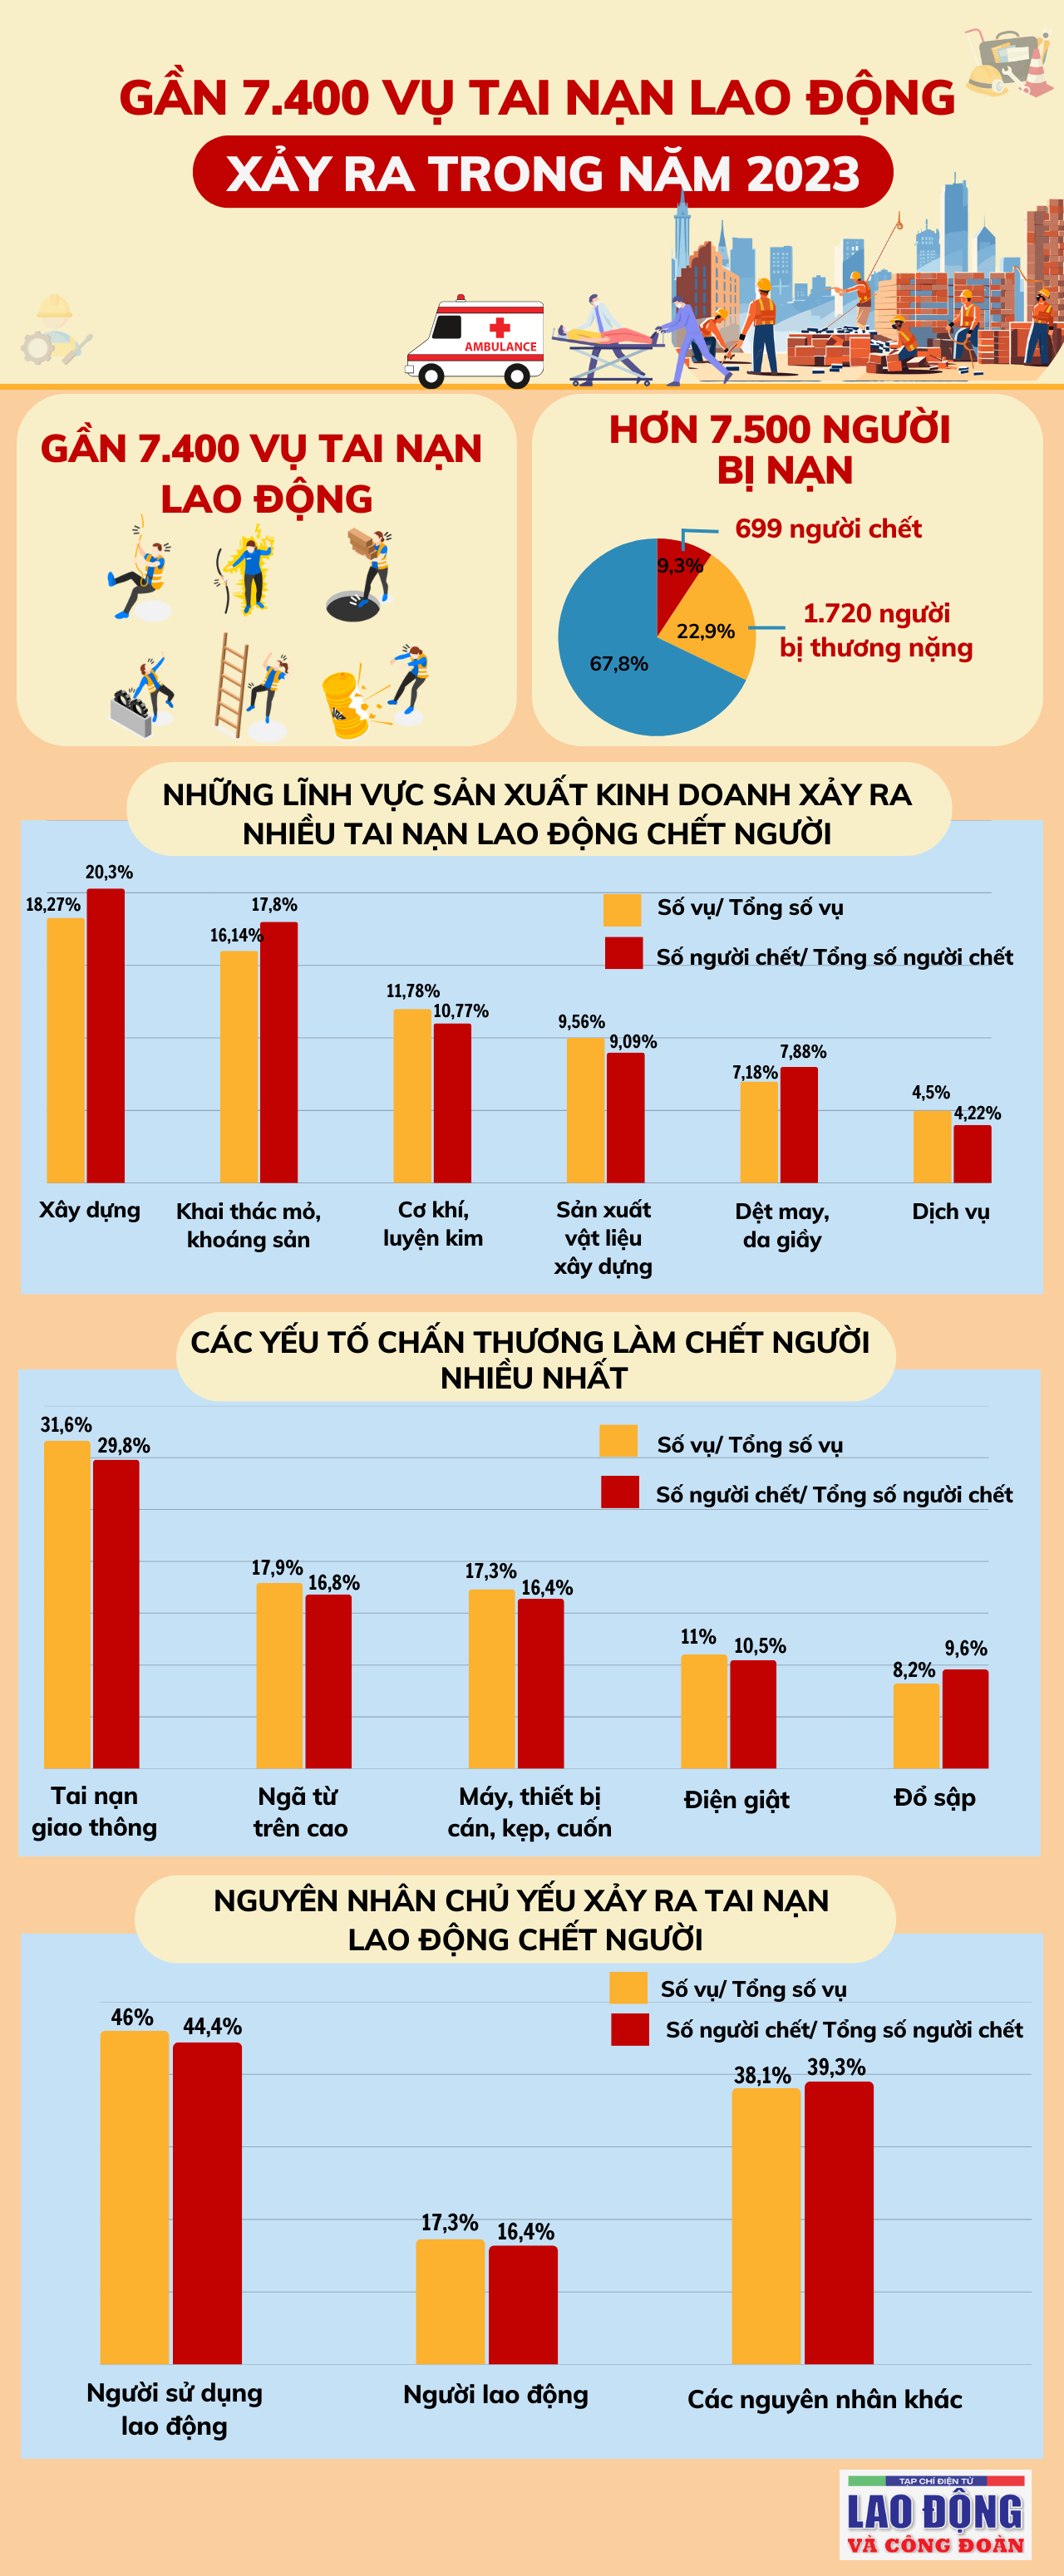 GẦN 7.400 VỤ TAI NẠN LAO ĐỘNG
XẢY RA TRONG NĂM 2023
AMBULANCE
GẦN 7.400 VỤ TAI NẠN
LAO ĐỘNG
HƠN 7.500 NGƯỜI
BỊ NẠN
699 người chết
9,3%
1.720 người
bị thương nặng
22,9%
67,8%
NHỮNG LĨNH VỰC SẢN XUẤT KINH DOANH XẢY RA
NHIỀU TAI NẠN LAO ĐỘNG CHẾT NGƯỜI
Số vụ/ Tổng số vụ
Số người chết/ Tổng số người chết
18,27%
20,3%
16,14%
17,8%
11,78%
10,77%
9,56%
9,09%
7,18%
7,88%
4,5%
4,22%
Xây dựng
Khai thác mỏ,
khoáng sản
Cơ khí,
luyện kim
Sản xuất
vật liệu
xây dựng
Dệt may,
da giầy
Dịch vụ
CÁC YẾU TỐ CHẤN THƯƠNG LÀM CHẾT NGƯỜI
NHIỀU NHẤT
Số vụ/ Tổng số vụ
Số người chết/ Tổng số người chết
31,6%
29,8%
17,9%
16,8%
17,3%
16,4%
11%
10,5%
8,2%
9,6%
Tai nạn
giao thông
Ngã từ
trên cao
Máy, thiết bị
cán, kẹp, cuốn
Điện giật
Đổ sập
NGUYÊN NHÂN CHỦ YẾU XẢY RA TAI NẠN
LAO ĐỘNG CHẾT NGƯỜI
Số vụ/ Tổng số vụ
Số người chết/ Tổng số người chết
46%
44,4%
17,3%
16,4%
38,1%
39,3%
Người sử dụng
lao động
Người lao động
Các nguyên nhân khác
TẠP CHÍ ĐIỆN TỬ
LAO ĐỘNG
VÀ CÔNG ĐOÀN